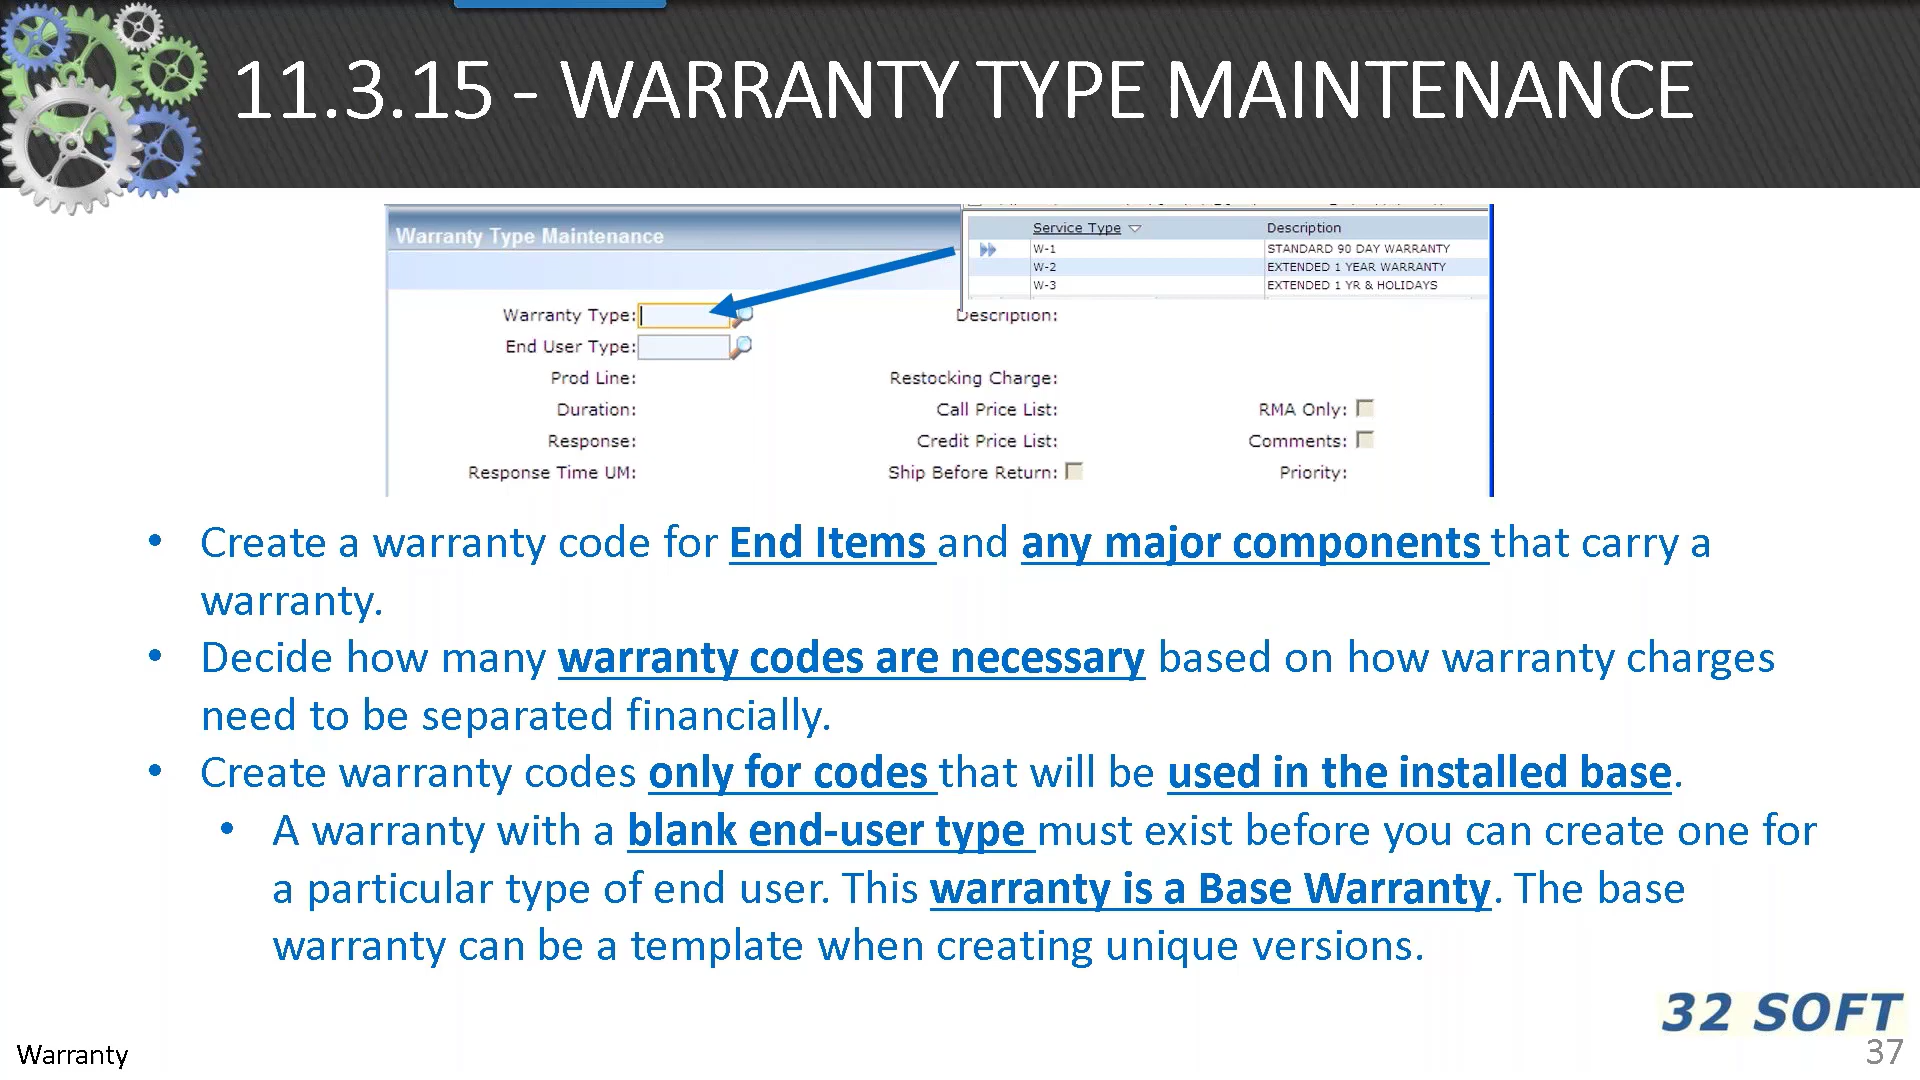 11.3.15 - WARRANTY TYPE MAINTENANCE
Warranty Type Maintenance
Service Type Description
W-1 STANDARD 90 DAY WARRANTY
W-2 EXTENDED 1 YEAR WARRANTY
W-3 EXTENDED 1 YR & HOLIDAYS
Warranty Type: Description:
End User Type:
Prod Line: Restocking Charge:
Duration: Call Price List: RMA Only:
Response: Credit Price List: Comments:
Response Time UM: Ship Before Return: Priority:
• Create a warranty code for End Items and any major components that carry a
warranty.
• Decide how many warranty codes are necessary based on how warranty charges
need to be separated financially.
• Create warranty codes only for codes that will be used in the installed base.
• A warranty with a blank end-user type must exist before you can create one for
a particular type of end user. This warranty is a Base Warranty. The base
warranty can be a template when creating unique versions.
32 SOFT
Warranty 37